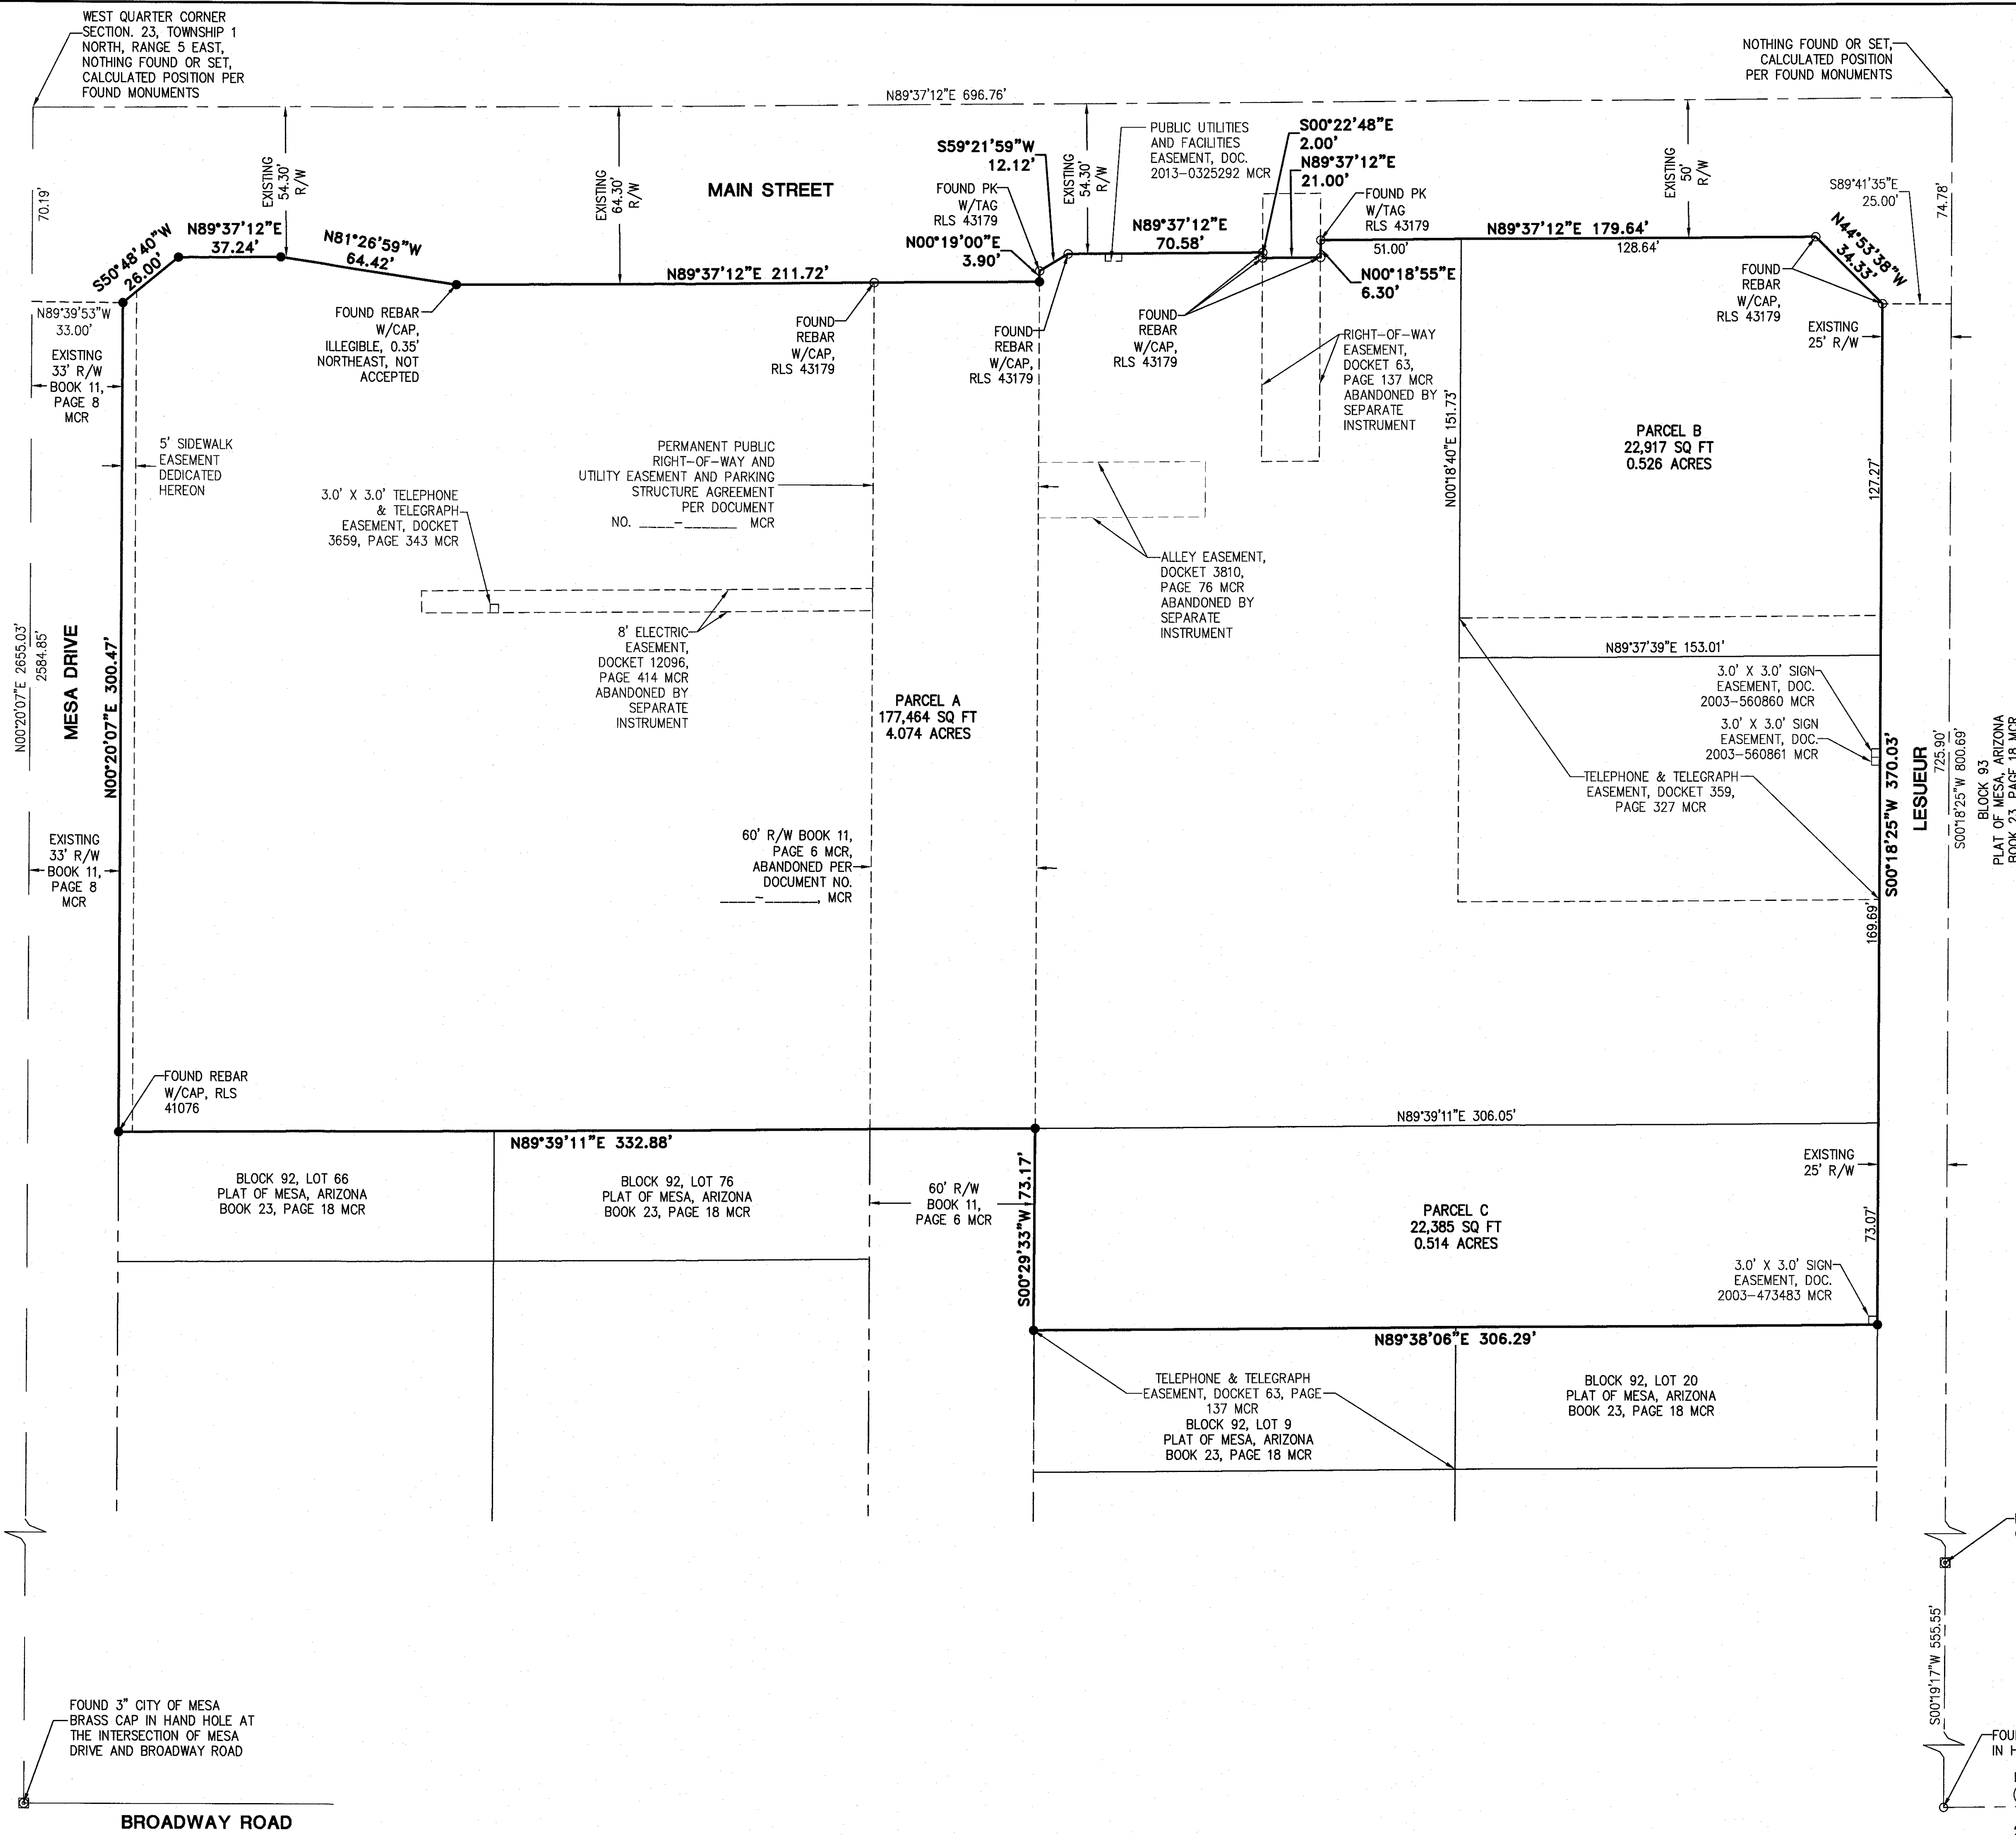 WEST QUARTER CORNER
SECTION. 23, TOWNSHIP 1
NORTH, RANGE 5 EAST,
NOTHING FOUND OR SET,
CALCULATED POSITION PER
FOUND MONUMENTS
NOTHING FOUND OR SET,
CALCULATED POSITION
PER FOUND MONUMENTS
N89°37'12"E 696.76'
70.19'
EXISTING
54.30'
R/W
EXISTING
64.30'
R/W
MAIN STREET
S59°21'59"W
12.12'
FOUND PK
W/TAG
RLS 43179
N00°19'00"E
3.90'
EXISTING
54.30'
R/W
PUBLIC UTILITIES
AND FACILITIES
EASEMENT, DOC.
2013-0325292 MCR
S00°22'48"E
2.00'
N89°37'12"E
21.00'
FOUND PK
W/TAG
RLS 43179
EXISTING
50'
R/W
S89°41'35"E
25.00'
74.78'
S50°48'40"W
26.00'
N89°37'12"E
37.24'
N81°26'59"W
64.42'
N89°37'12"E 211.72'
N89°37'12"E
70.58'
51.00'
N89°37'12"E 179.64'
128.64'
N44°53'38"W
34.33'
N00°18'55"E
6.30'
N89°39'53"W
33.00'
EXISTING
33' R/W
BOOK 11,
PAGE 8
MCR
FOUND REBAR
W/CAP,
ILLEGIBLE, 0.35'
NORTHEAST, NOT
ACCEPTED
FOUND
REBAR
W/CAP,
RLS 43179
FOUND
REBAR
W/CAP,
RLS 43179
FOUND
REBAR
W/CAP,
RLS 43179
RIGHT-OF-WAY
EASEMENT,
DOCKET 63,
PAGE 137 MCR
ABANDONED BY
SEPARATE
INSTRUMENT
FOUND
REBAR
W/CAP,
RLS 43179
EXISTING
25' R/W
5' SIDEWALK
EASEMENT
DEDICATED
HEREON
3.0' X 3.0' TELEPHONE
& TELEGRAPH
EASEMENT, DOCKET
3659, PAGE 343 MCR
PERMANENT PUBLIC
RIGHT-OF-WAY AND
UTILITY EASEMENT AND PARKING
STRUCTURE AGREEMENT
PER DOCUMENT
NO. ____-______ MCR
N00°18'40"E 151.73'
PARCEL B
22,917 SQ FT
0.526 ACRES
127.27'
ALLEY EASEMENT,
DOCKET 3810,
PAGE 76 MCR
ABANDONED BY
SEPARATE
INSTRUMENT
8' ELECTRIC
EASEMENT,
DOCKET 12096,
PAGE 414 MCR
ABANDONED BY
SEPARATE
INSTRUMENT
N00°20'07"E 2655.03'
2584.85'
MESA DRIVE
N00°20'07"E 300.47'
PARCEL A
177,464 SQ FT
4.074 ACRES
N89°37'39"E 153.01'
3.0' X 3.0' SIGN
EASEMENT, DOC.
2003-560860 MCR
3.0' X 3.0' SIGN
EASEMENT, DOC.
2003-560861 MCR
TELEPHONE & TELEGRAPH
EASEMENT, DOCKET 359,
PAGE 327 MCR
S00°18'25"W 370.03'
LESUEUR
725.90'
S00°18'25"W 800.69'
BLOCK 93
PLAT OF MESA, ARIZONA
BOOK 23, PAGE 18 MCR
EXISTING
33' R/W
BOOK 11,
PAGE 8
MCR
60' R/W BOOK 11,
PAGE 6 MCR,
ABANDONED PER
DOCUMENT NO.
____-______, MCR
169.69'
FOUND REBAR
W/CAP, RLS
41076
N89°39'11"E 332.88'
N89°39'11"E 306.05'
BLOCK 92, LOT 66
PLAT OF MESA, ARIZONA
BOOK 23, PAGE 18 MCR
BLOCK 92, LOT 76
PLAT OF MESA, ARIZONA
BOOK 23, PAGE 18 MCR
60' R/W
BOOK 11,
PAGE 6 MCR
S00°29'33"W 73.17'
PARCEL C
22,385 SQ FT
0.514 ACRES
EXISTING
25' R/W
73.07'
3.0' X 3.0' SIGN
EASEMENT, DOC.
2003-473483 MCR
N89°38'06"E 306.29'
TELEPHONE & TELEGRAPH
EASEMENT, DOCKET 63, PAGE
137 MCR
BLOCK 92, LOT 9
PLAT OF MESA, ARIZONA
BOOK 23, PAGE 18 MCR
BLOCK 92, LOT 20
PLAT OF MESA, ARIZONA
BOOK 23, PAGE 18 MCR
S00°19'17"W 555.55'
FOUND 3" CITY OF MESA
BRASS CAP IN HAND HOLE AT
THE INTERSECTION OF MESA
DRIVE AND BROADWAY ROAD
IN
BROADWAY ROAD